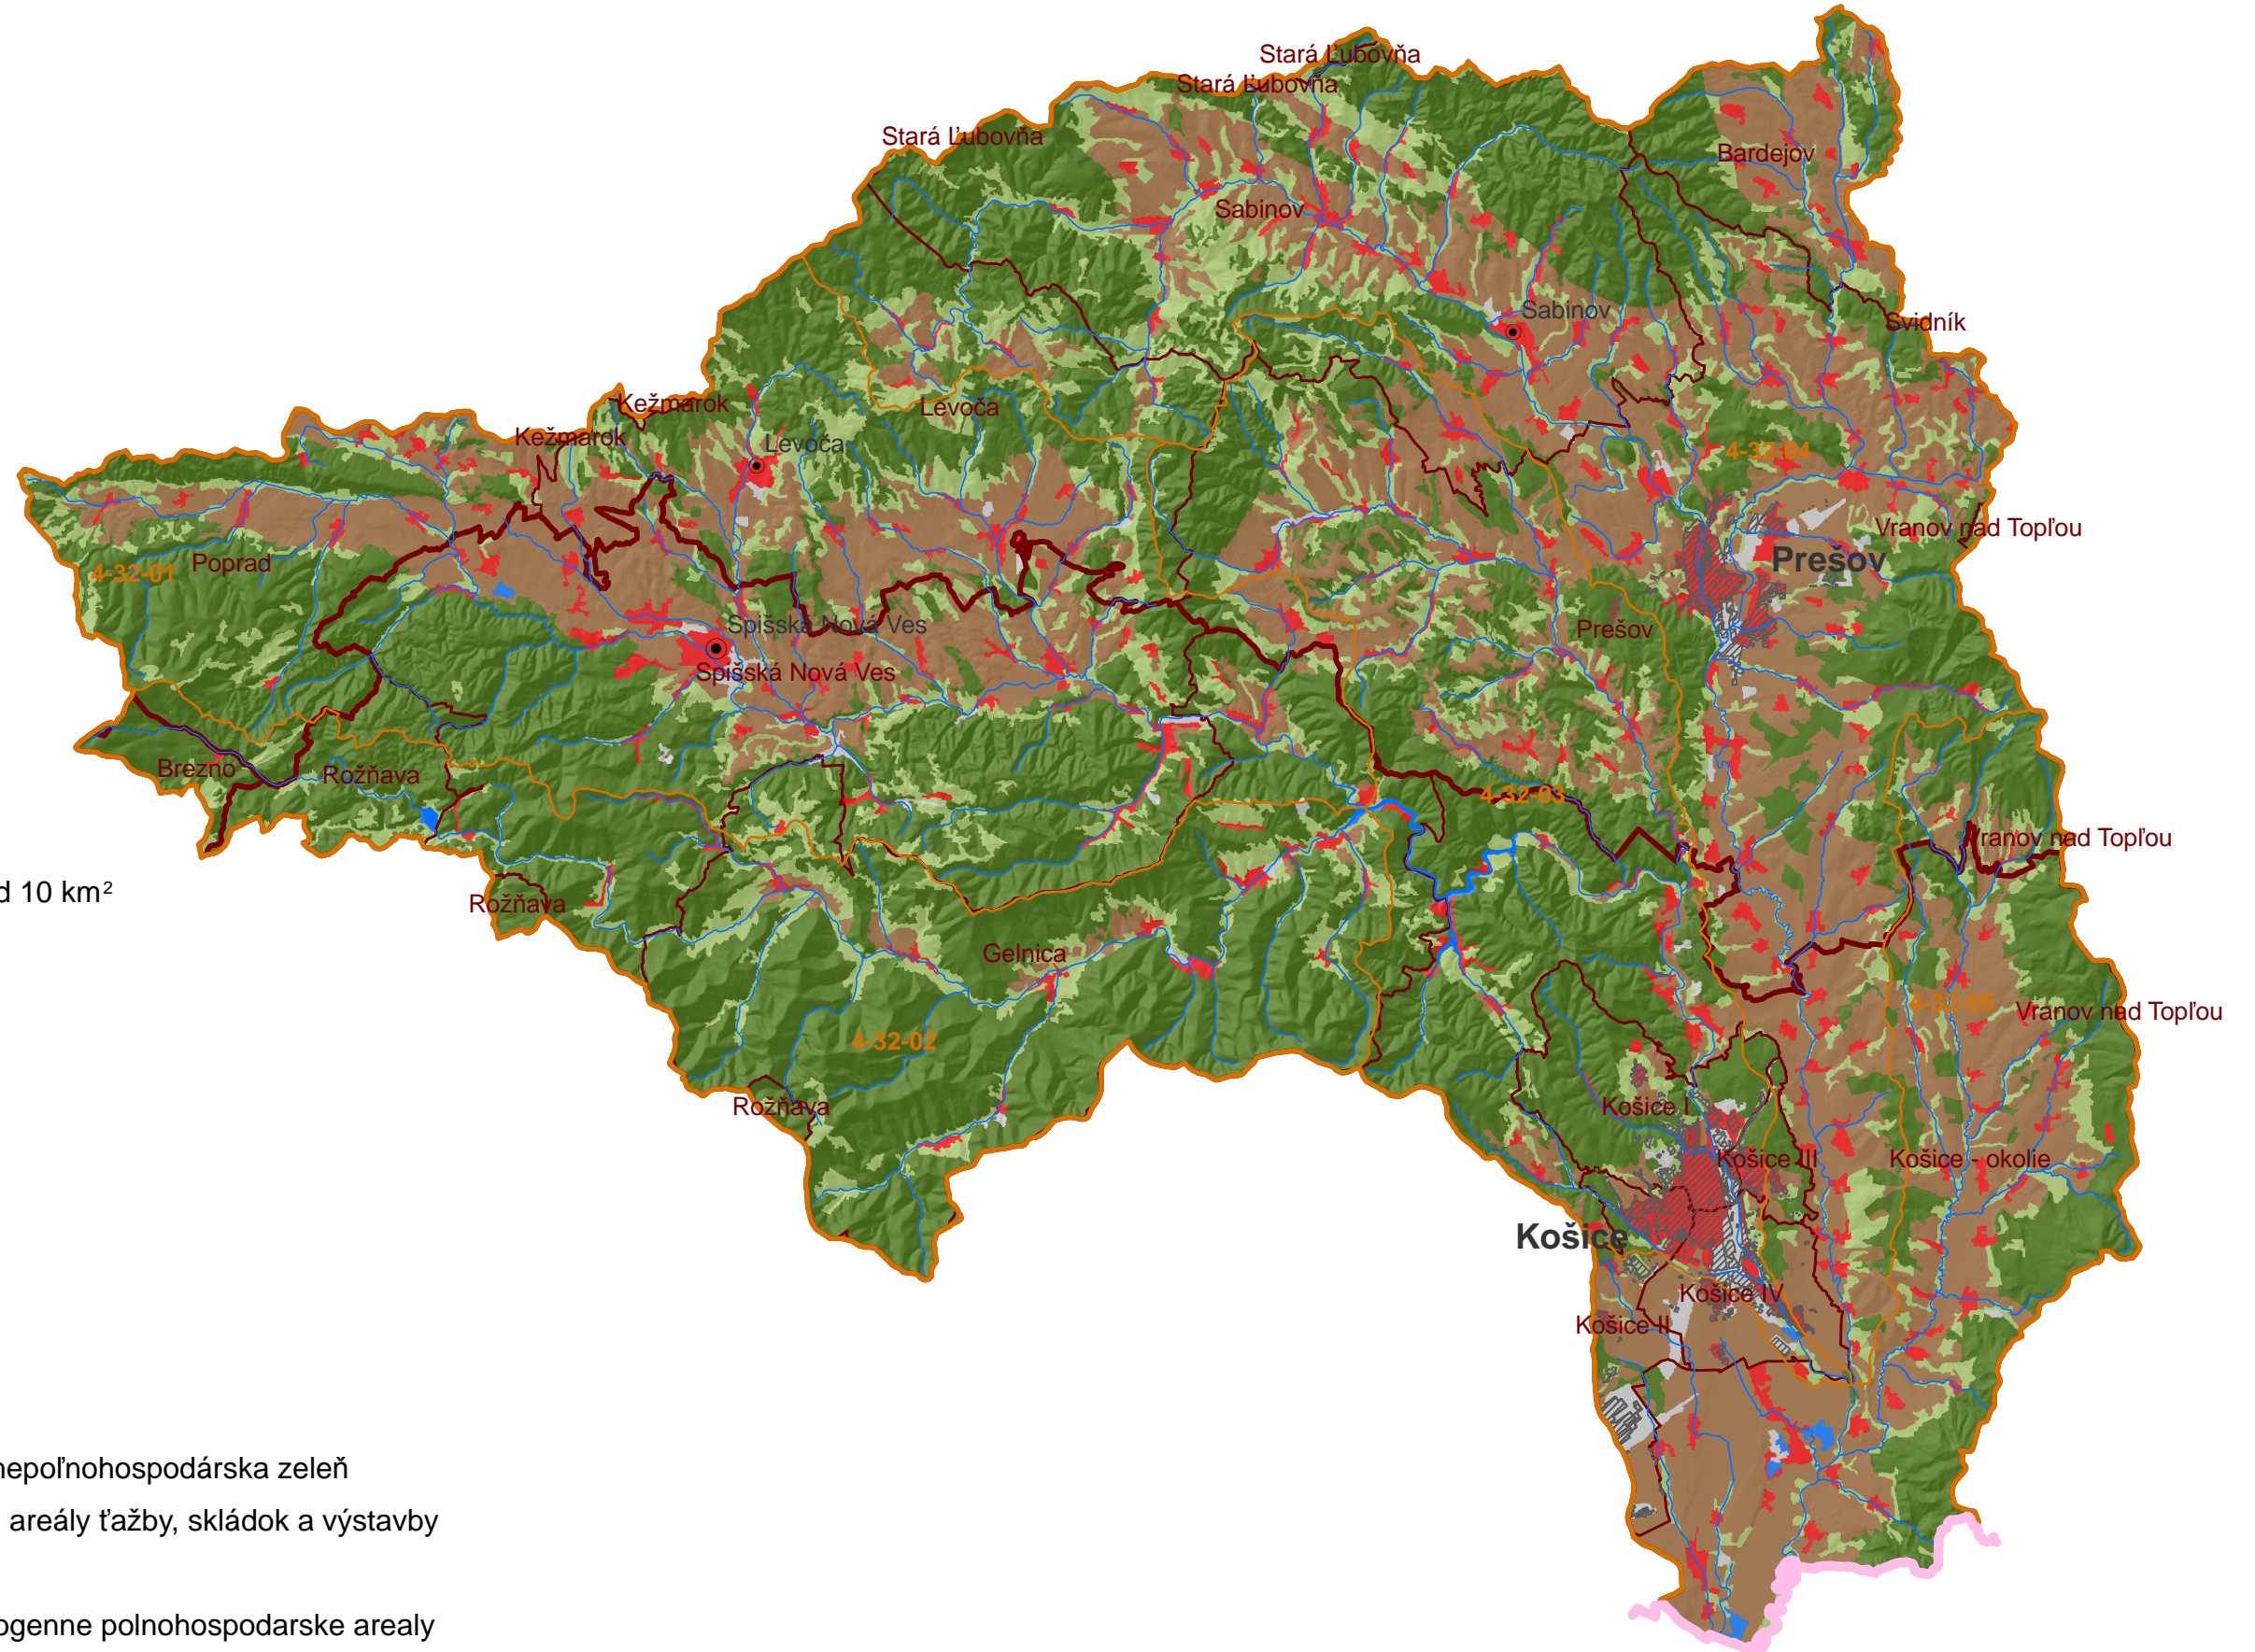 Stará Ľubovňa
Stará Ľubovňa
Stará Ľubovňa
Bardejov
Sabinov
Sabinov
Svidník
Kežmarok
Levoča
Kežmarok
Levoča
4-32-04
Vranov nad Topľou
Prešov
Poprad
4-32-01
Spišská Nová Ves
Prešov
Spišská Nová Ves
Brezno
Rožňava
4-32-03
Vranov nad Topľou
d 10 km²
Rožňava
Gelnica
4-32-05
Vranov nad Topľou
4-32-02
Rožňava
Košice I
Košice III
Košice - okolie
Košice
Košice IV
Košice II
nepoľnohospodárska zeleň
areály ťažby, skládok a výstavby
ogenne polnohospodarske arealy